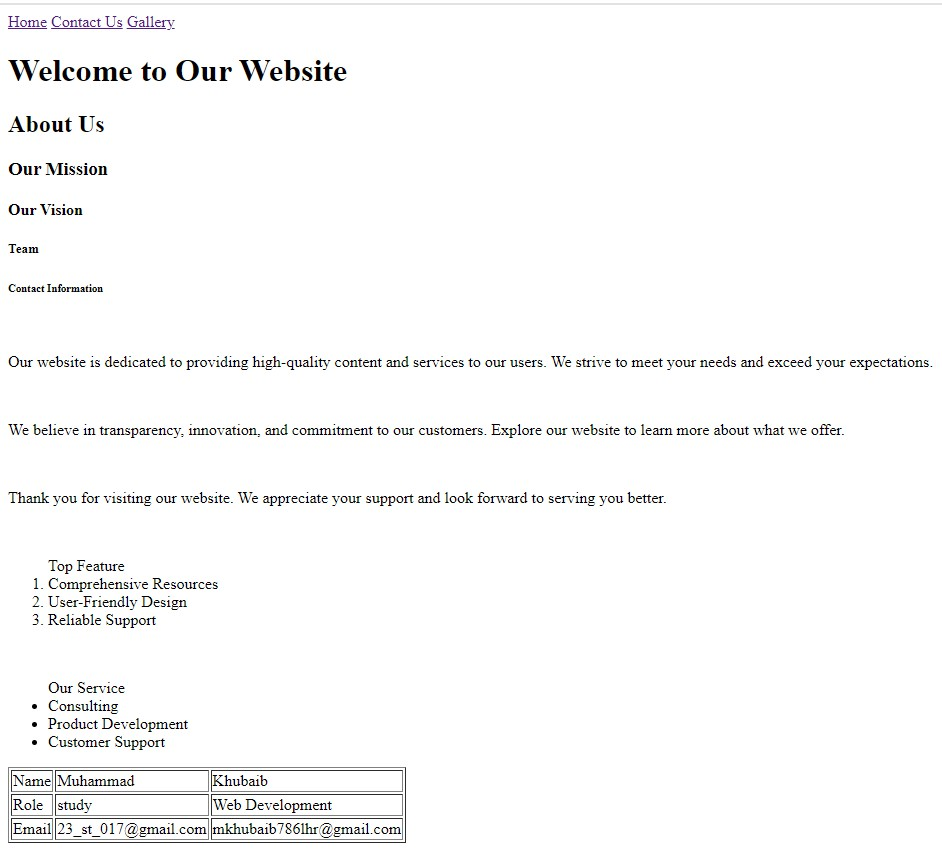 Home Contact Us Gallery
Welcome to Our Website
About Us
Our Mission
Our Vision
Team
Contact Information
Our website is dedicated to providing high-quality content and services to our users. We strive to meet your needs and exceed your expectations.
We believe in transparency, innovation, and commitment to our customers. Explore our website to learn more about what we offer.
Thank you for visiting our website. We appreciate your support and look forward to serving you better.
Top Feature
1. Comprehensive Resources
2. User-Friendly Design
3. Reliable Support
Our Service
• Consulting
• Product Development
• Customer Support
Name Muhammad Khubaib
Role study Web Development
Email 23_st_017@gmail.com mkhubaib786lhr@gmail.com